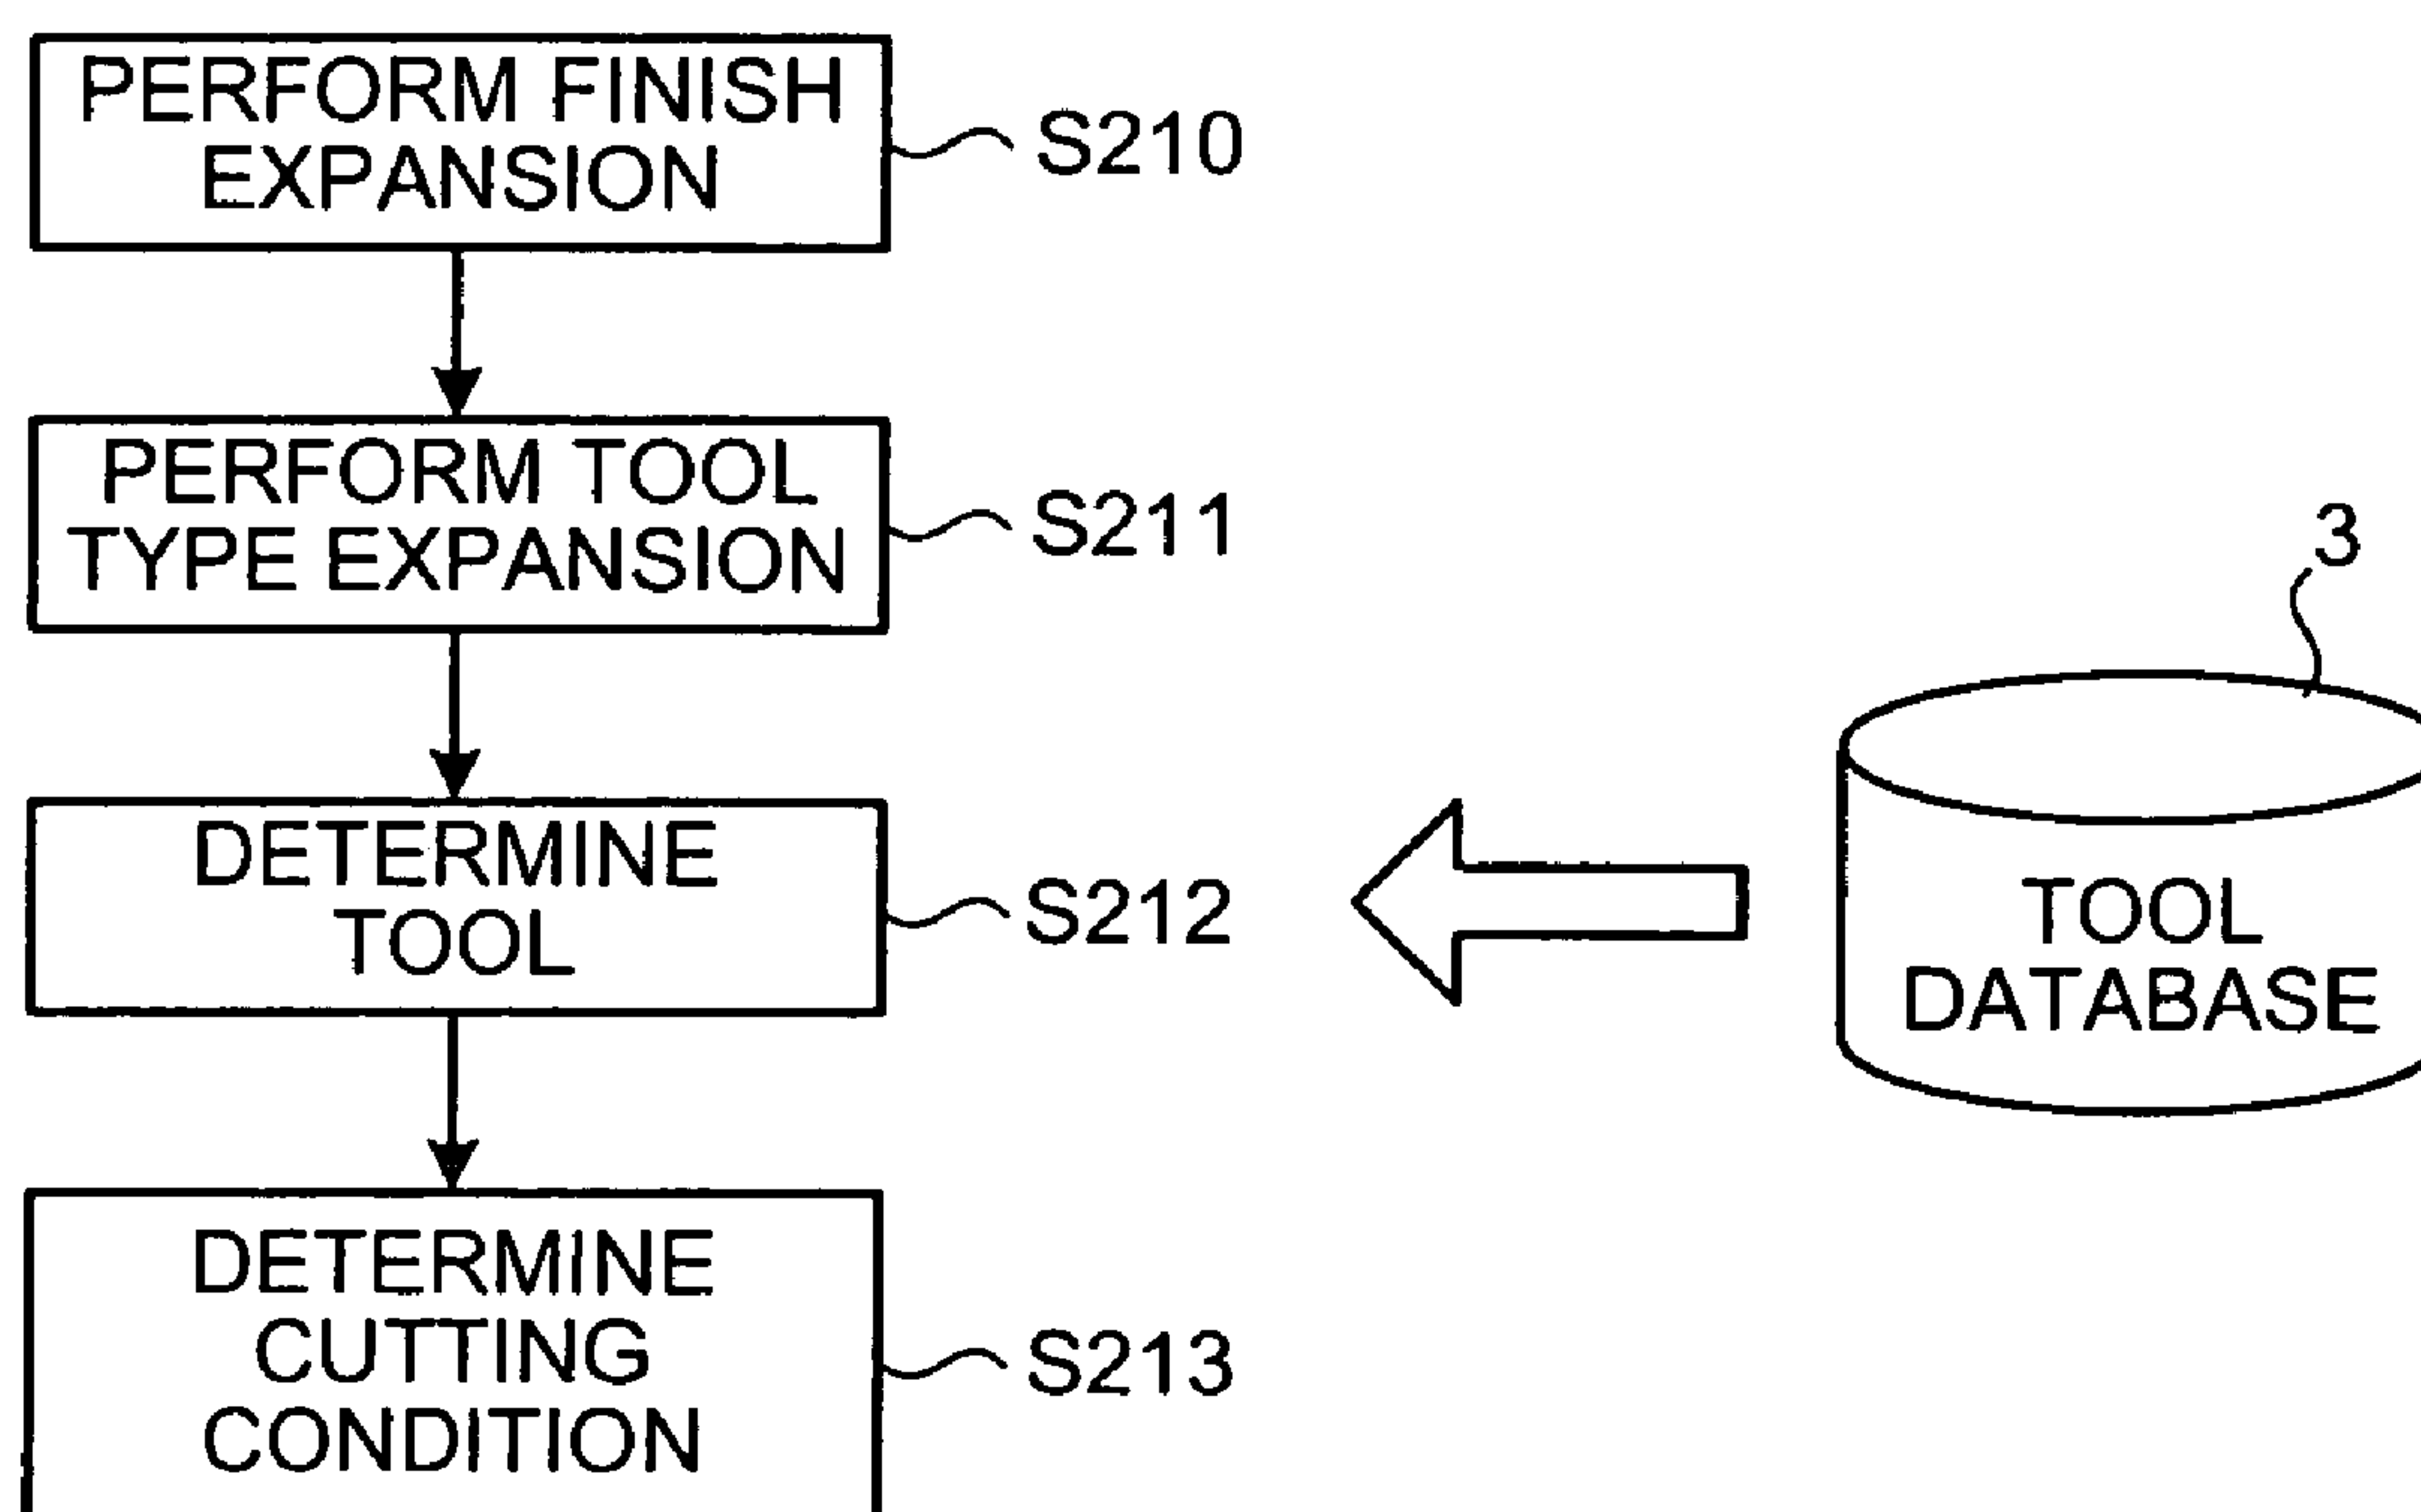 PERFORM FINISH
EXPANSION
S210
PERFORM TOOL
TYPE EXPANSION
S211
3
DETERMINE
TOOL
S212
TOOL
DATABASE
DETERMINE
CUTTING
CONDITION
S213